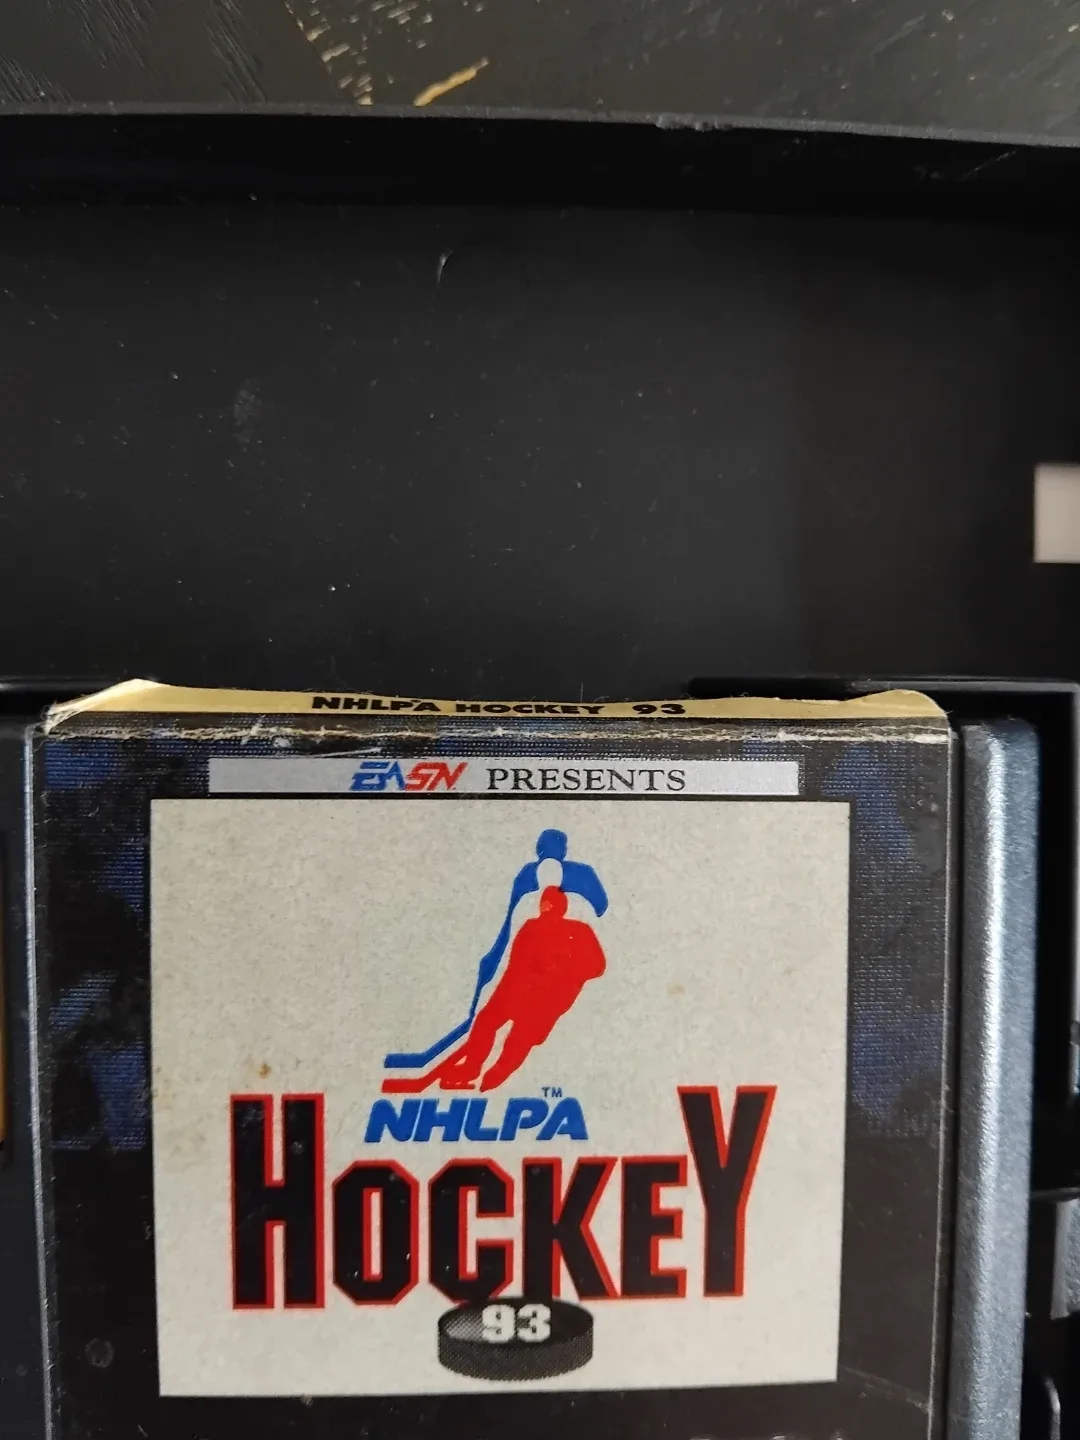 NHLPA HOCKEY 93
EASN PRESENTS
NHLPA™
HOCKEY
93